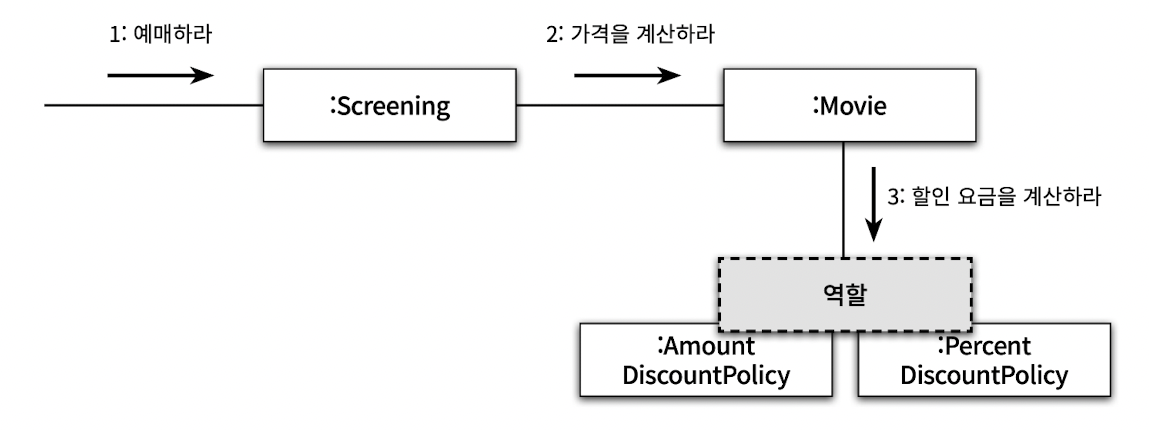 1: 예매하라
2: 가격을 계산하라
:Screening
:Movie
3: 할인 요금을 계산하라
역할
:Amount
DiscountPolicy
:Percent
DiscountPolicy